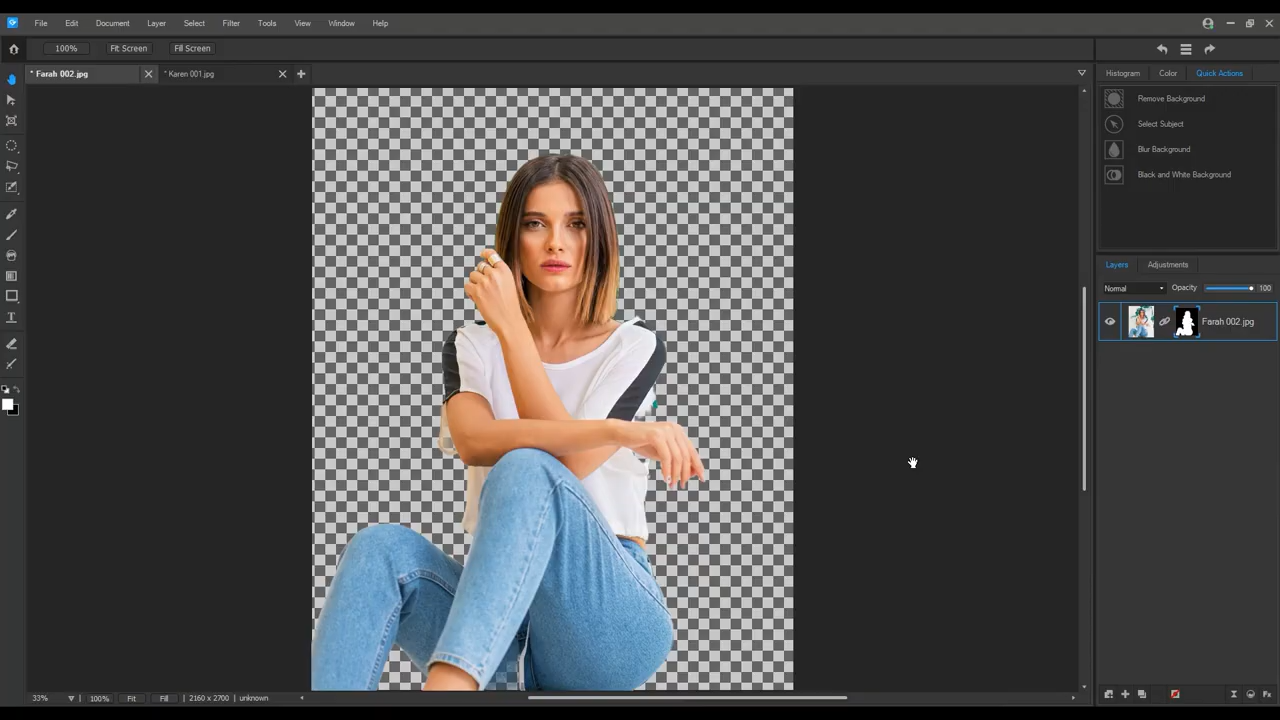 File Edit Document Layer Select Filter Tools View Window Help
100% Fit Screen Fill Screen
* Farah 002.jpg * Karen 001.jpg
Histogram Color Quick Actions
Remove Background
Select Subject
Blur Background
Black and White Background
Layers Adjustments
Normal Opacity 100
Farah 002.jpg
33% 100% Fit Fill 2160 x 2700 unknown